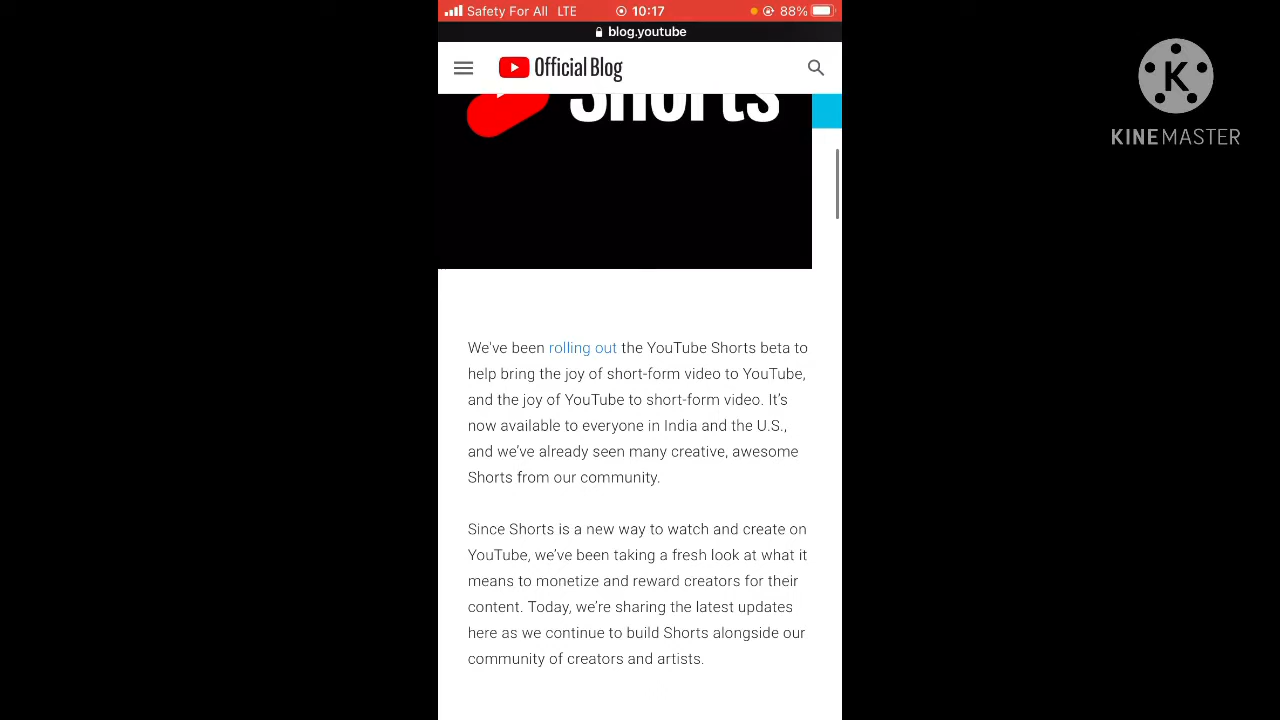 Safety For All LTE 10:17 88%
blog.youtube
Official Blog
Shorts
K
KINEMASTER
We've been rolling out the YouTube Shorts beta to
help bring the joy of short-form video to YouTube,
and the joy of YouTube to short-form video. It’s
now available to everyone in India and the U.S.,
and we’ve already seen many creative, awesome
Shorts from our community.
Since Shorts is a new way to watch and create on
YouTube, we’ve been taking a fresh look at what it
means to monetize and reward creators for their
content. Today, we’re sharing the latest updates
here as we continue to build Shorts alongside our
community of creators and artists.